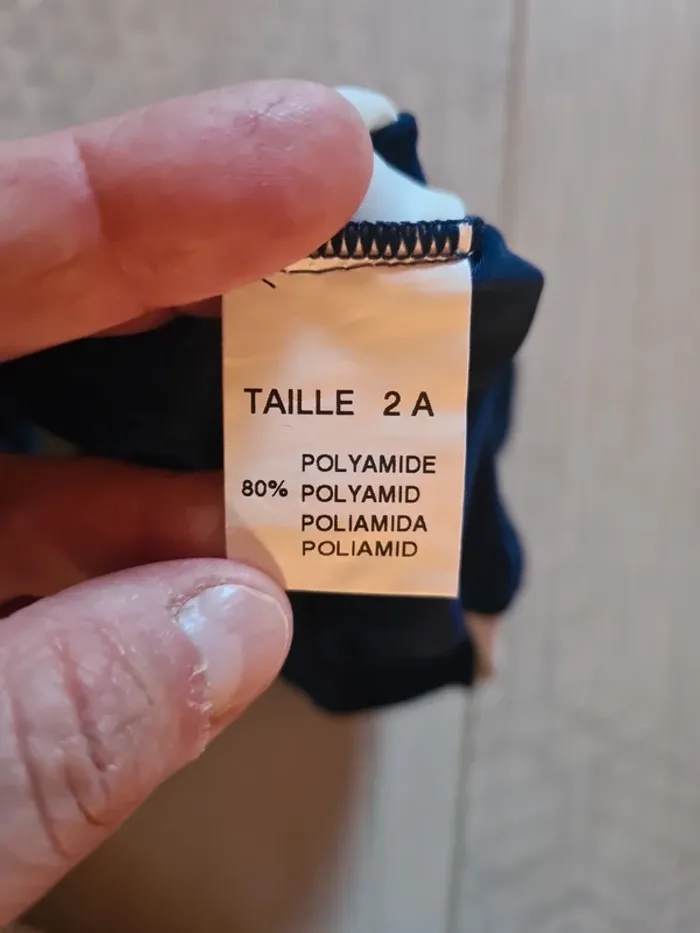 TAILLE 2 A
POLYAMIDE
80% POLYAMID
POLIAMIDA
POLIAMID